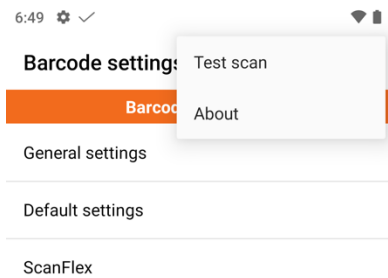 6:49
Barcode settings
Test scan
Barcod
About
General settings
Default settings
ScanFlex